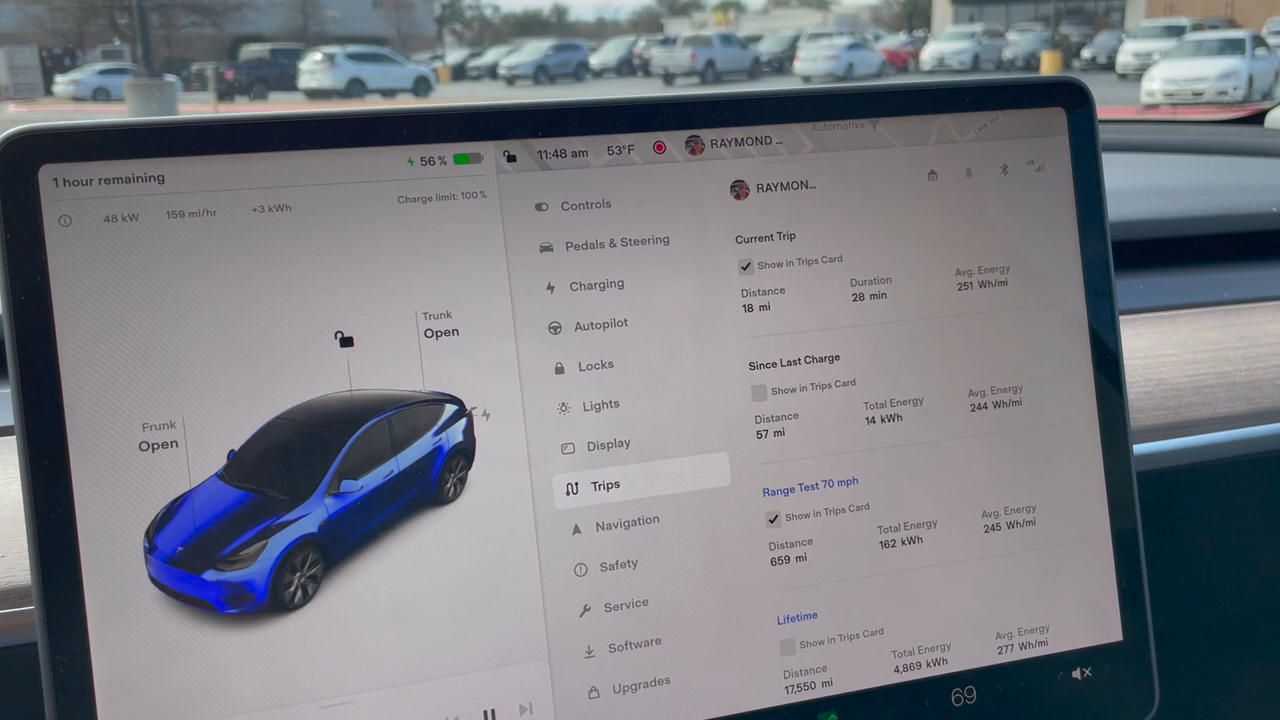 1 hour remaining
56%
11:48 am
53°F
RAYMOND ...
Automotive
48 kW
159 mi/hr
+3 kWh
Charge limit: 100%
Trunk
Open
Frunk
Open
Controls
Pedals & Steering
Charging
Autopilot
Locks
Lights
Display
Trips
Navigation
Safety
Service
Software
Upgrades
RAYMON...
LTE
Current Trip
Show in Trips Card
Distance
18 mi
Duration
28 min
Avg. Energy
251 Wh/mi
Since Last Charge
Show in Trips Card
Distance
57 mi
Total Energy
14 kWh
Avg. Energy
244 Wh/mi
Range Test 70 mph
Show in Trips Card
Distance
659 mi
Total Energy
162 kWh
Avg. Energy
245 Wh/mi
Lifetime
Show in Trips Card
Distance
17,550 mi
Total Energy
4,869 kWh
Avg. Energy
277 Wh/mi
69